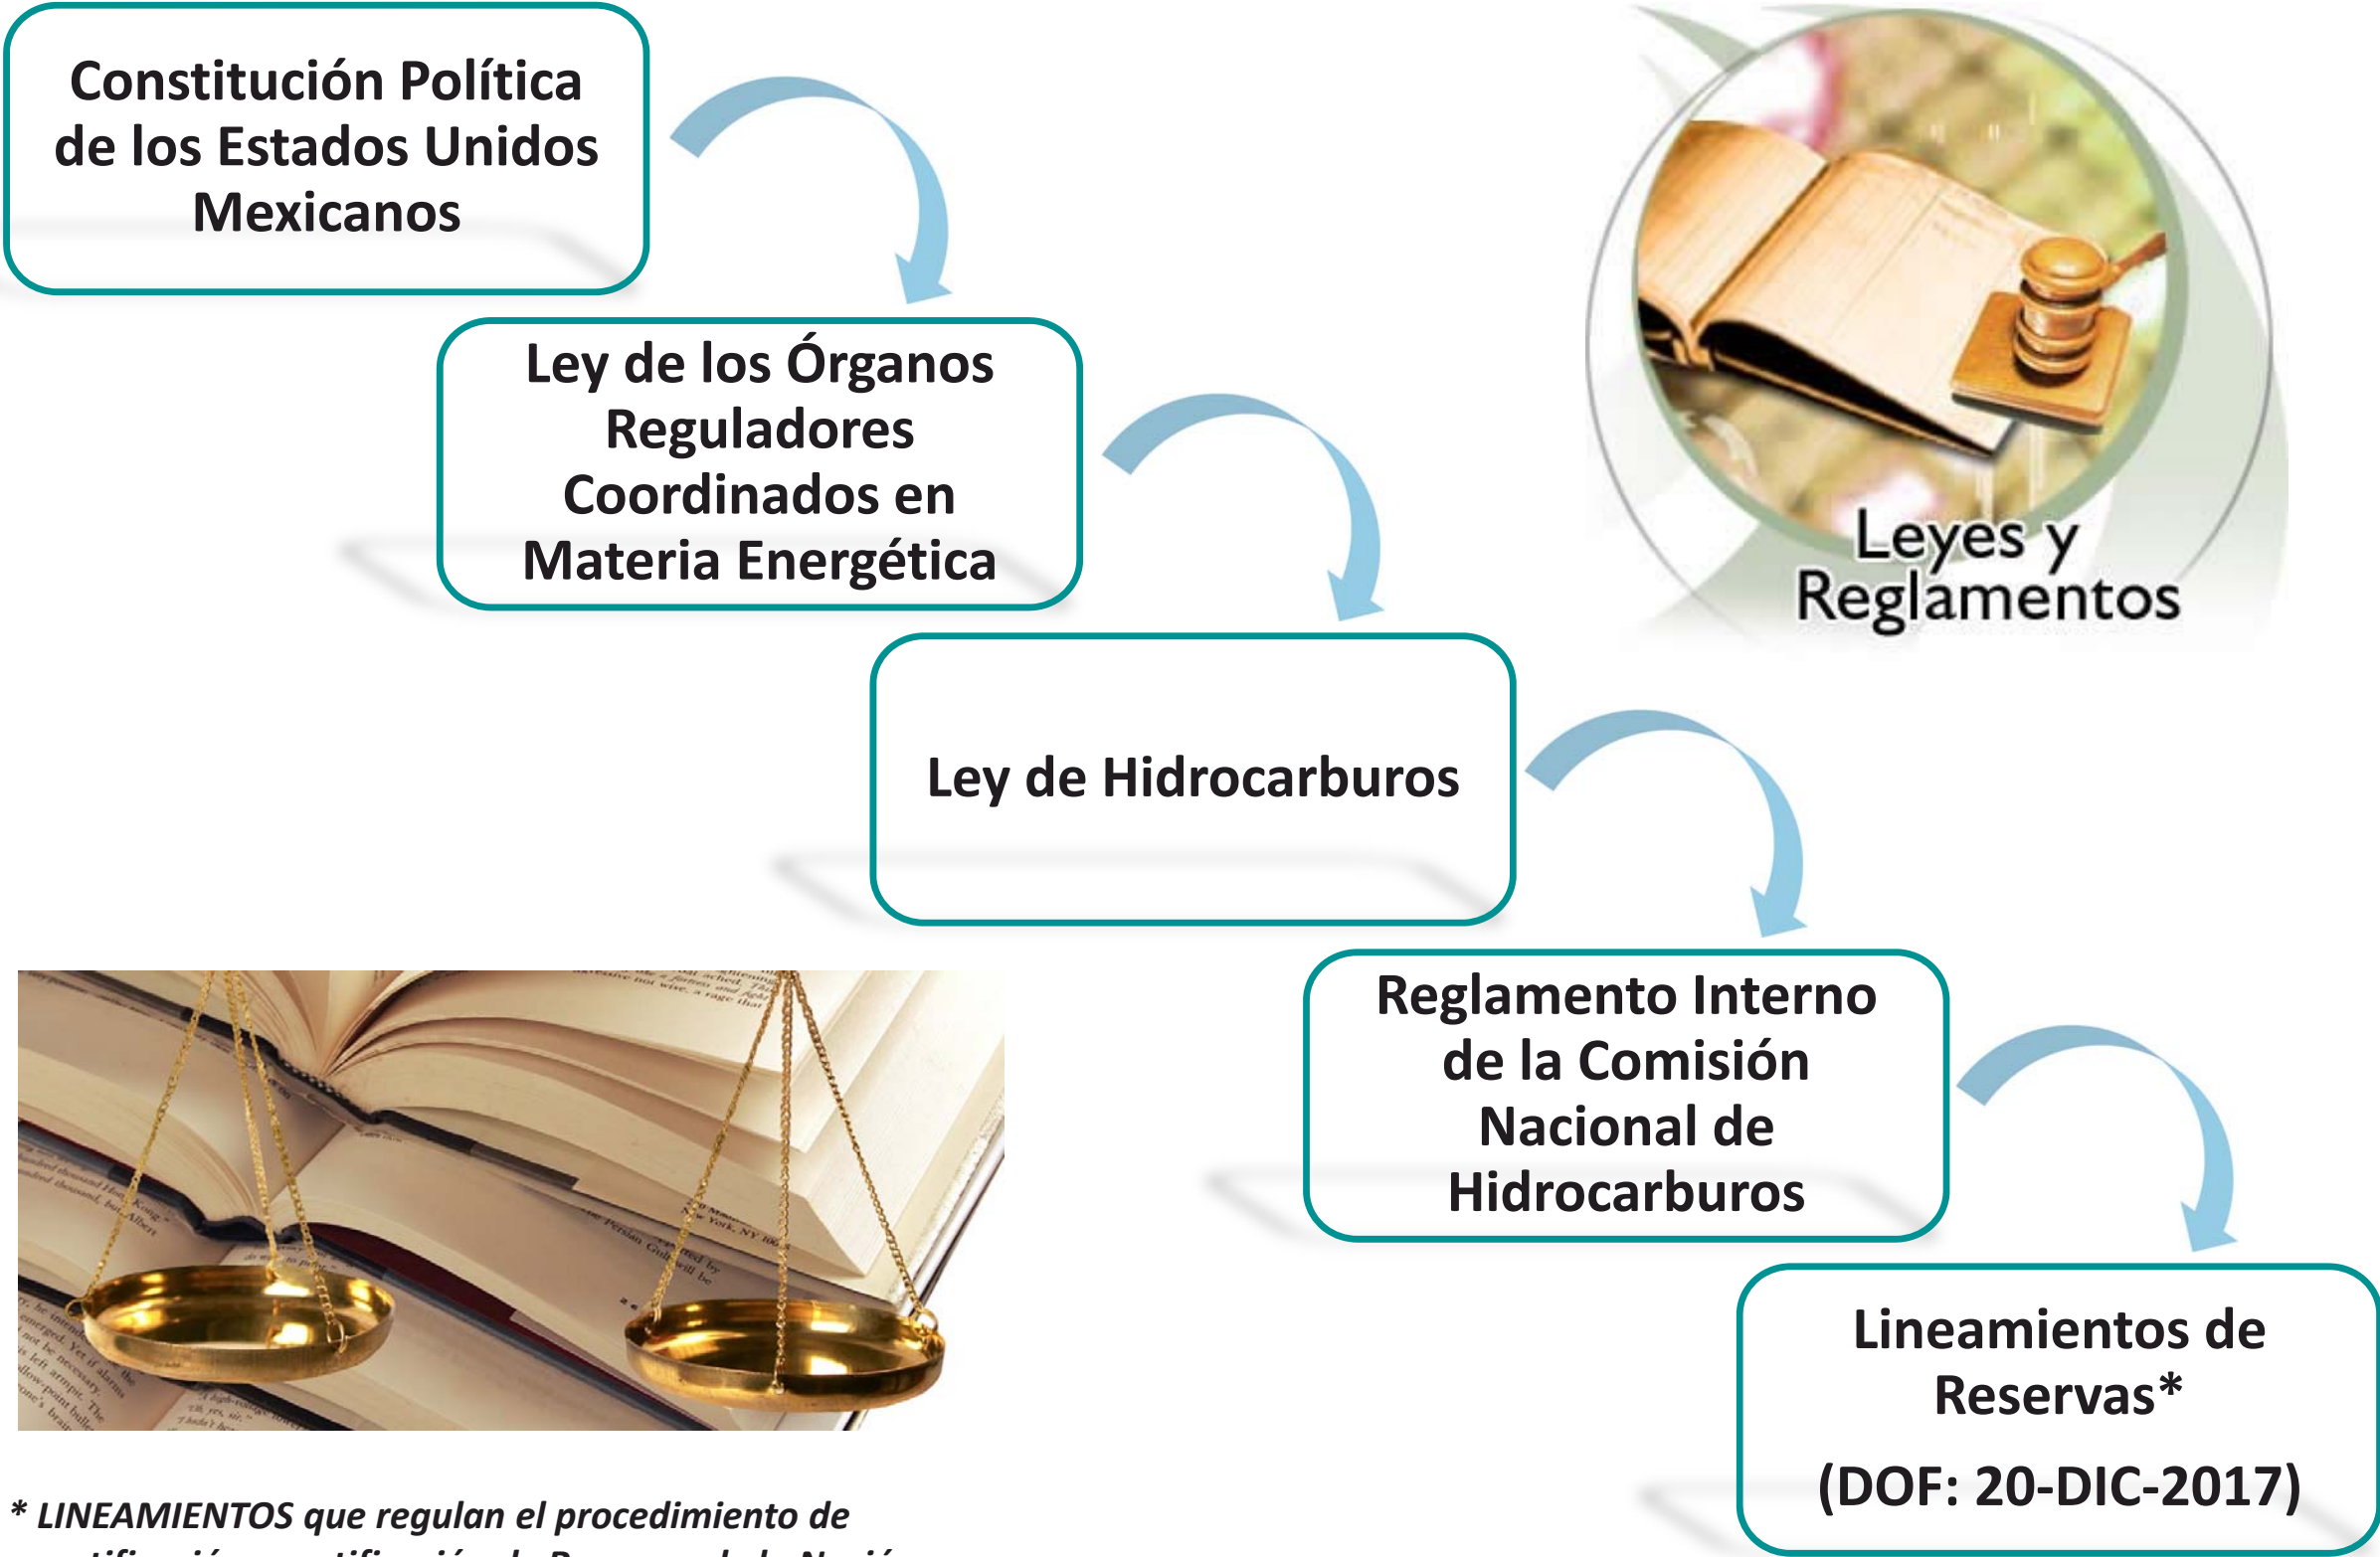 Constitución Política
de los Estados Unidos
Mexicanos
Ley de los Órganos
Reguladores
Coordinados en
Materia Energética
Leyes y
Reglamentos
Ley de Hidrocarburos
Reglamento Interno
de la Comisión
Nacional de
Hidrocarburos
Lineamientos de
Reservas*
(DOF: 20-DIC-2017)
* LINEAMIENTOS que regulan el procedimiento de